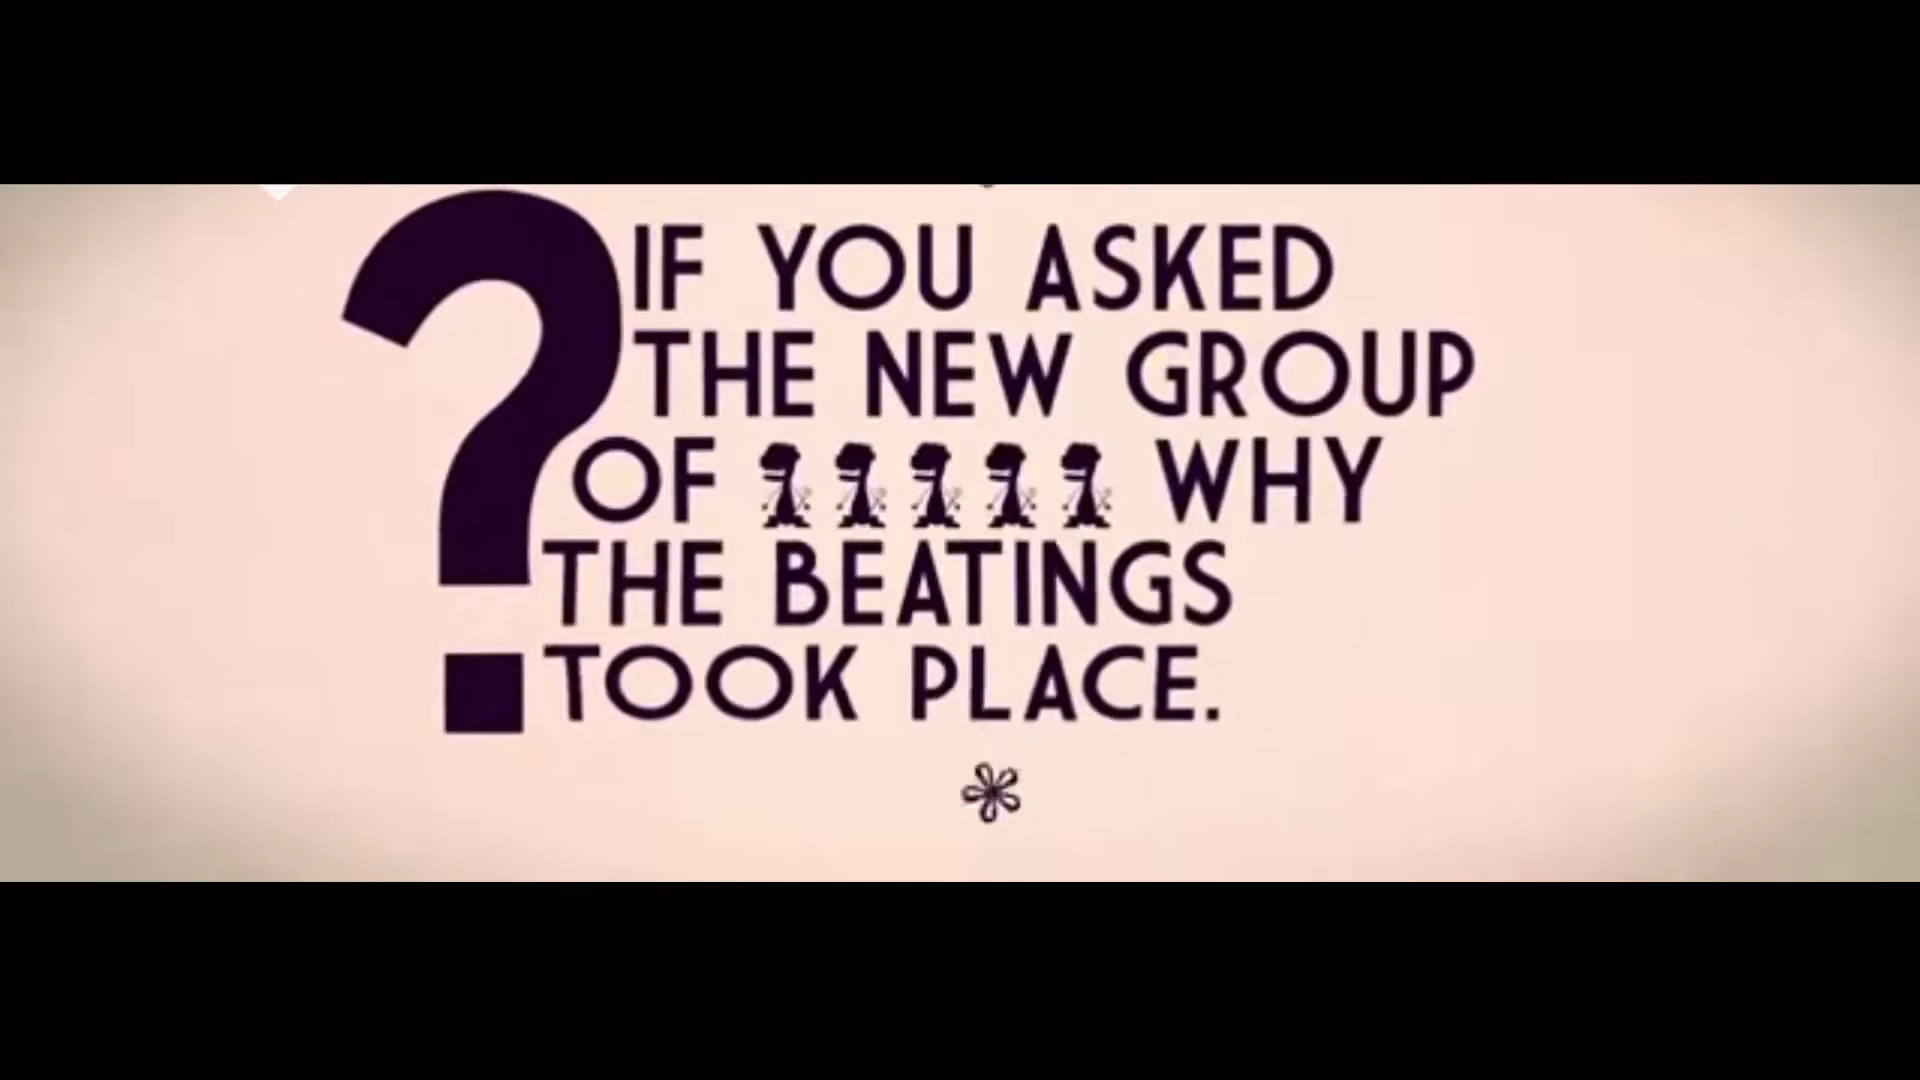 ?
IF YOU ASKED
THE NEW GROUP
OF WHY
THE BEATINGS
TOOK PLACE.